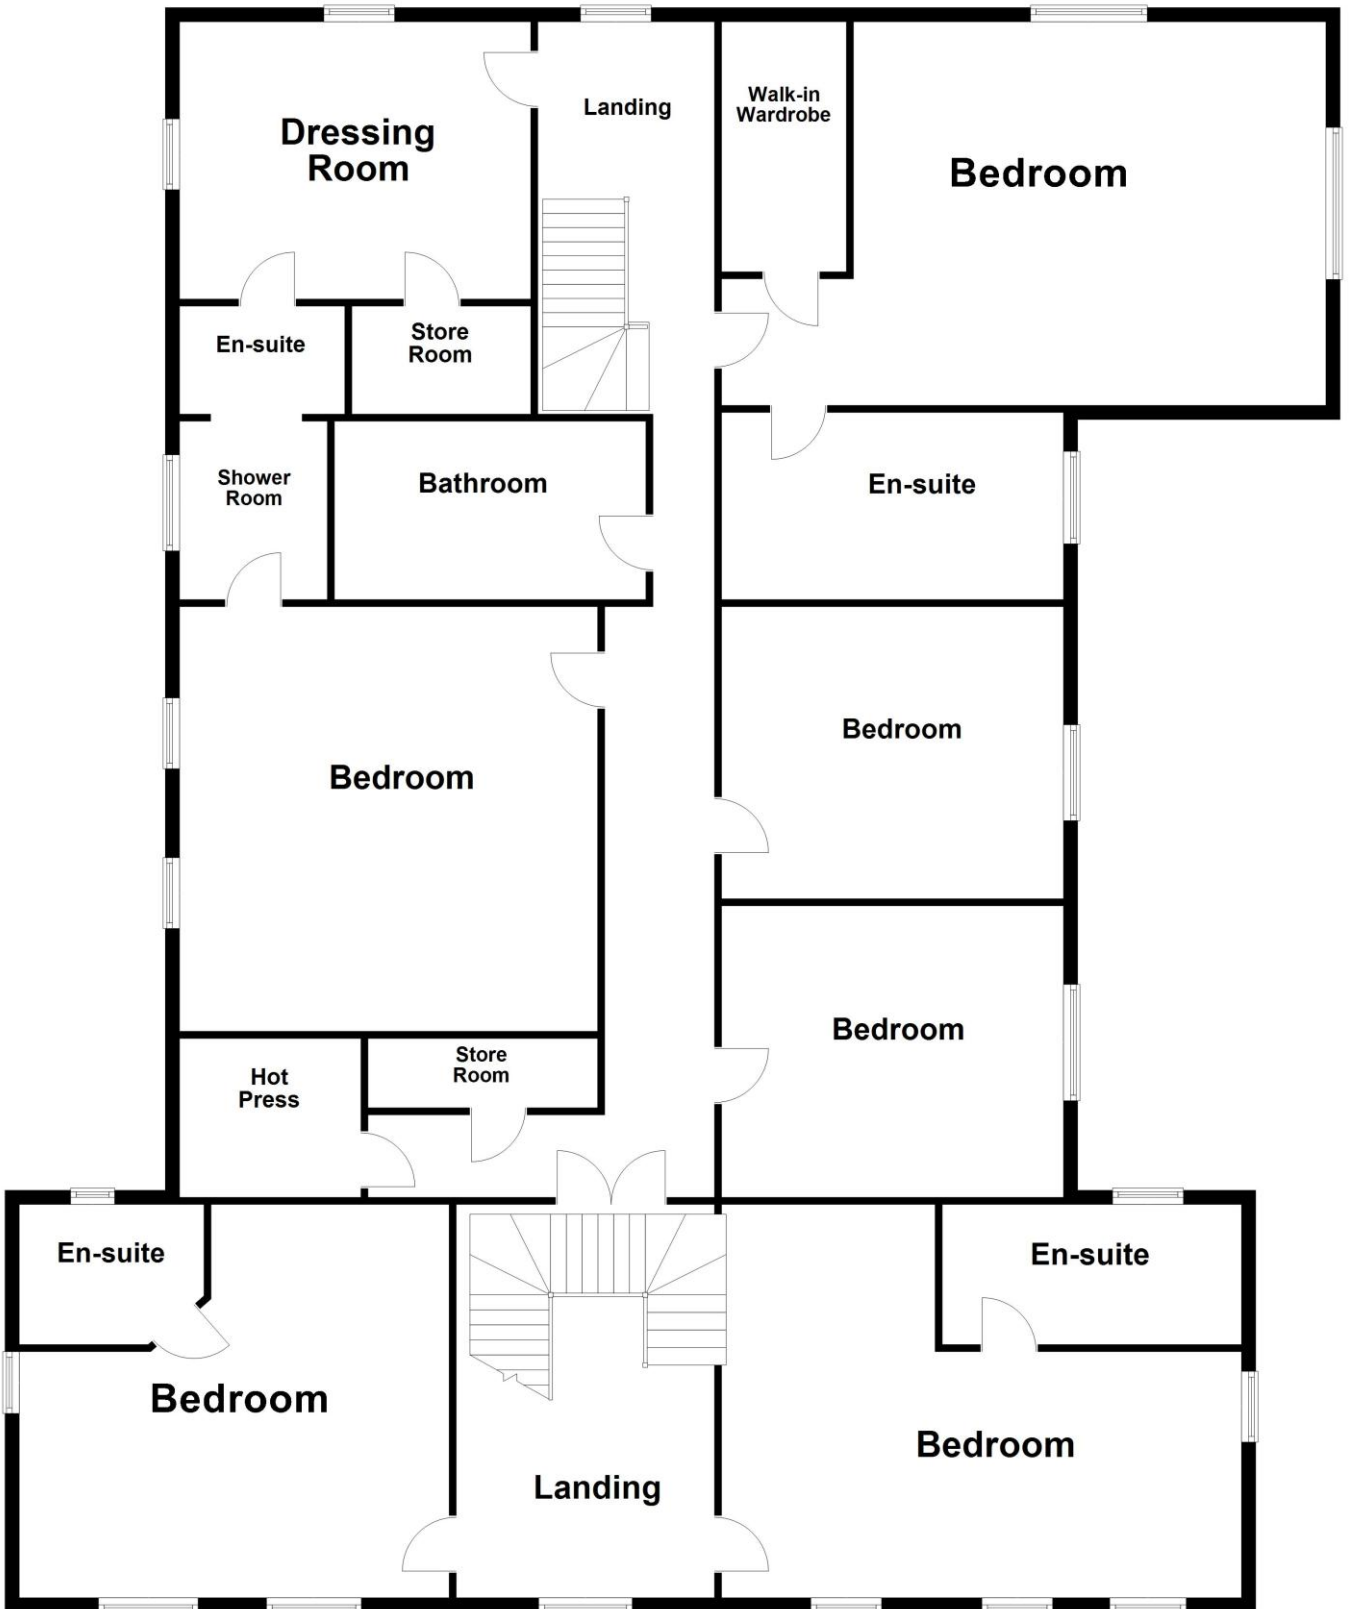 Landing
Walk-in
Wardrobe
Dressing
Room
Bedroom
En-suite
Store
Room
Shower
Room
Bathroom
En-suite
Bedroom
Bedroom
Bedroom
Store
Room
Hot
Press
En-suite
En-suite
Bedroom
Bedroom
Landing